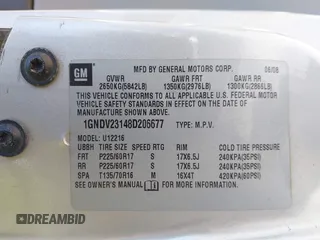 GM
MFD BY GENERAL MOTORS CORP. 06/08
GVWR GAWR FRT GAWR RR
2650KG(5842LB) 1350KG(2976LB) 1300KG(2866LB)
THIS VEHICLE CONFORMS TO ALL APPLICABLE U.S. FEDERAL
VEHICLE SAFETY STANDARDS IN EFFECT ON THE DATE OF
MANUFACTURE SHOWN ABOVE.
1GNDV23148D206677 TYPE: M.P.V.
MODEL: U12216
UBBH TIRE SIZE SPEED RTG RIM COLD TIRE PRESSURE
FRT P225/60R17 S 17X6.5J 240KPA(35PSI)
RR P225/60R17 S 17X6.5J 240KPA(35PSI)
SPA T135/70R16 M 16X4T 420KPA(60PSI)
SEE OWNER'S MANUAL FOR MORE INFORMATION.
DREAMBID